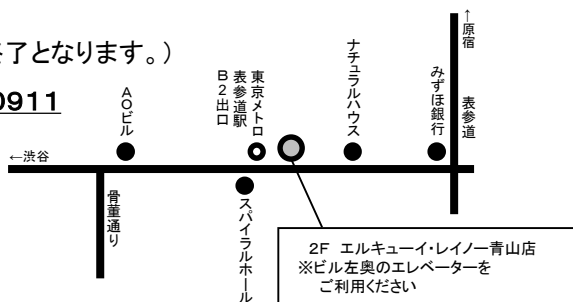 終了となります。)
0911
↑原宿
表参道
みずほ銀行
ナチュラルハウス
東京メトロ
表参道駅
B2出口
AOビル
←渋谷
骨董通り
スパイラルホール
2F エルキューイ・レイノー青山店
※ビル左奥のエレベーターを
ご利用ください